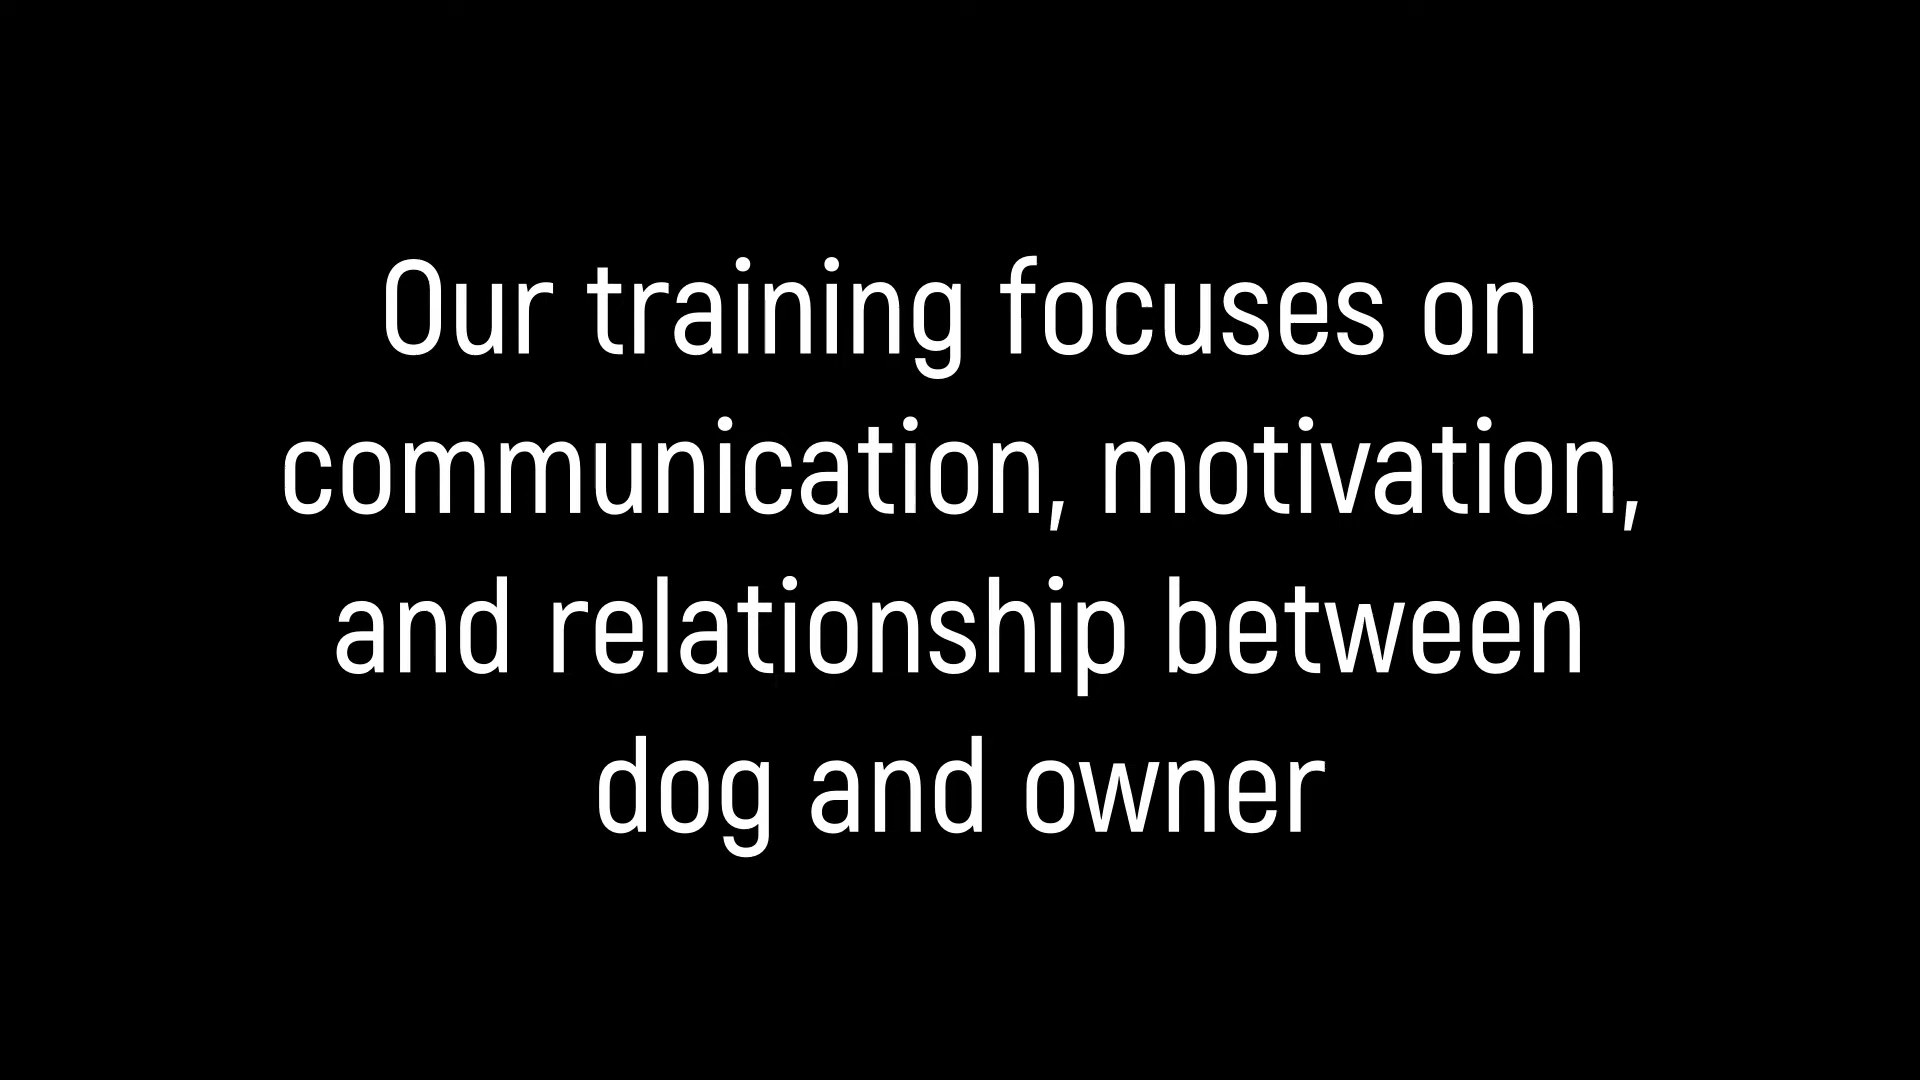 Our training focuses on
communication, motivation,
and relationship between
dog and owner